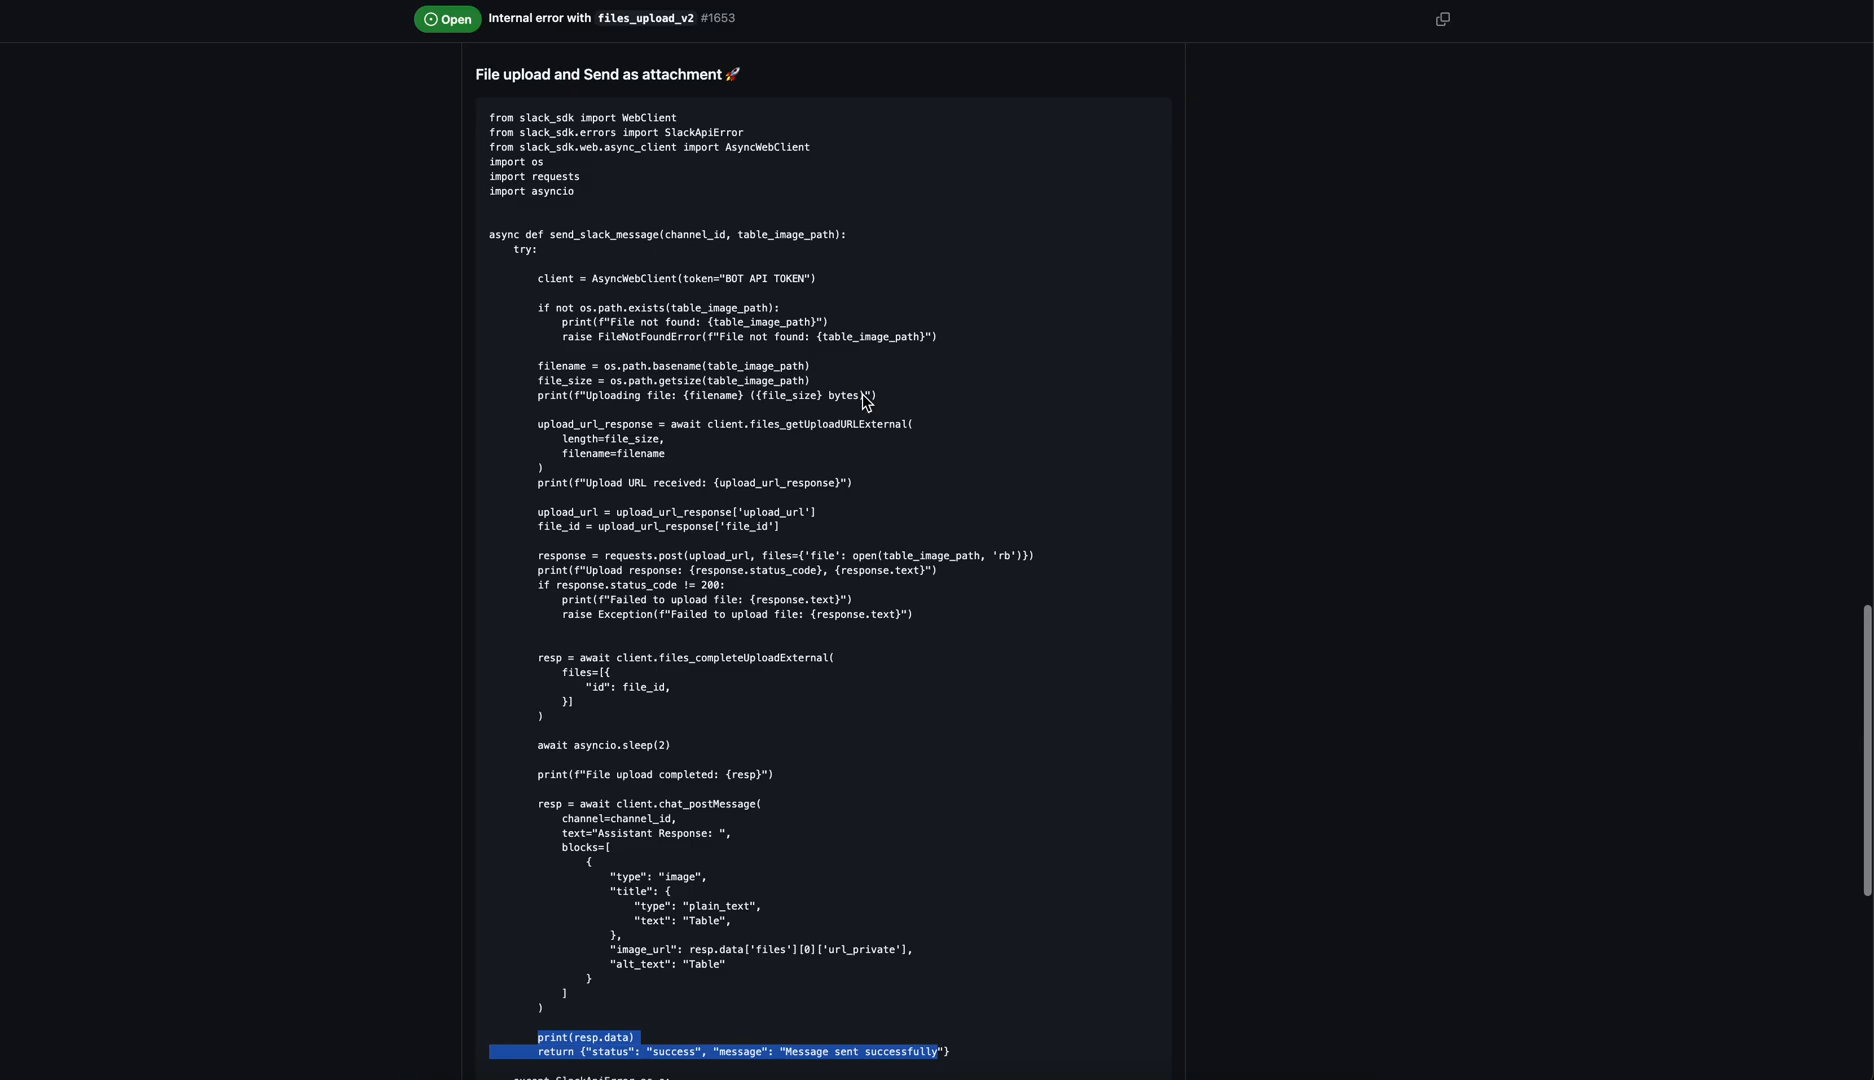 Open Internal error with files_upload_v2 #1653
File upload and Send as attachment 🚀
from slack_sdk import WebClient
from slack_sdk.errors import SlackApiError
from slack_sdk.web.async_client import AsyncWebClient
import os
import requests
import asyncio
async def send_slack_message(channel_id, table_image_path):
    try:
        client = AsyncWebClient(token="BOT API TOKEN")
        if not os.path.exists(table_image_path):
            print(f"File not found: {table_image_path}")
            raise FileNotFoundError(f"File not found: {table_image_path}")
        filename = os.path.basename(table_image_path)
        file_size = os.path.getsize(table_image_path)
        print(f"Uploading file: {filename} ({file_size} bytes)")
        upload_url_response = await client.files_getUploadURLExternal(
            length=file_size,
            filename=filename
        )
        print(f"Upload URL received: {upload_url_response}")
        upload_url = upload_url_response['upload_url']
        file_id = upload_url_response['file_id']
        response = requests.post(upload_url, files={'file': open(table_image_path, 'rb')})
        print(f"Upload response: {response.status_code}, {response.text}")
        if response.status_code != 200:
            print(f"Failed to upload file: {response.text}")
            raise Exception(f"Failed to upload file: {response.text}")
        resp = await client.files_completeUploadExternal(
            files=[{
                "id": file_id,
            }]
        )
        await asyncio.sleep(2)
        print(f"File upload completed: {resp}")
        resp = await client.chat_postMessage(
            channel=channel_id,
            text="Assistant Response: ",
            blocks=[
                {
                    "type": "image",
                    "title": {
                        "type": "plain_text",
                        "text": "Table",
                    },
                    "image_url": resp.data['files'][0]['url_private'],
                    "alt_text": "Table"
                }
            ]
        )
        print(resp.data)
        return {"status": "success", "message": "Message sent successfully"}